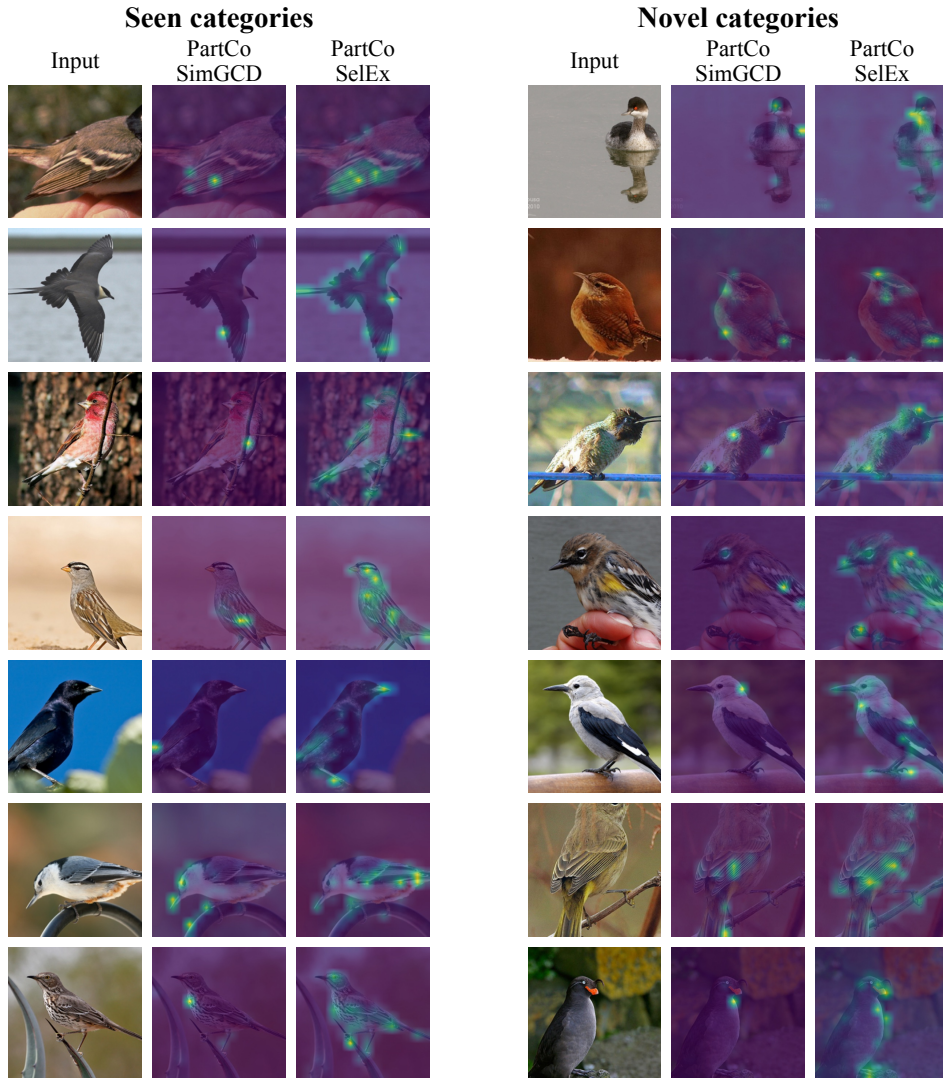 Seen categories
Novel categories
Input
PartCo
SimGCD
PartCo
SelEx
Input
PartCo
SimGCD
PartCo
SelEx